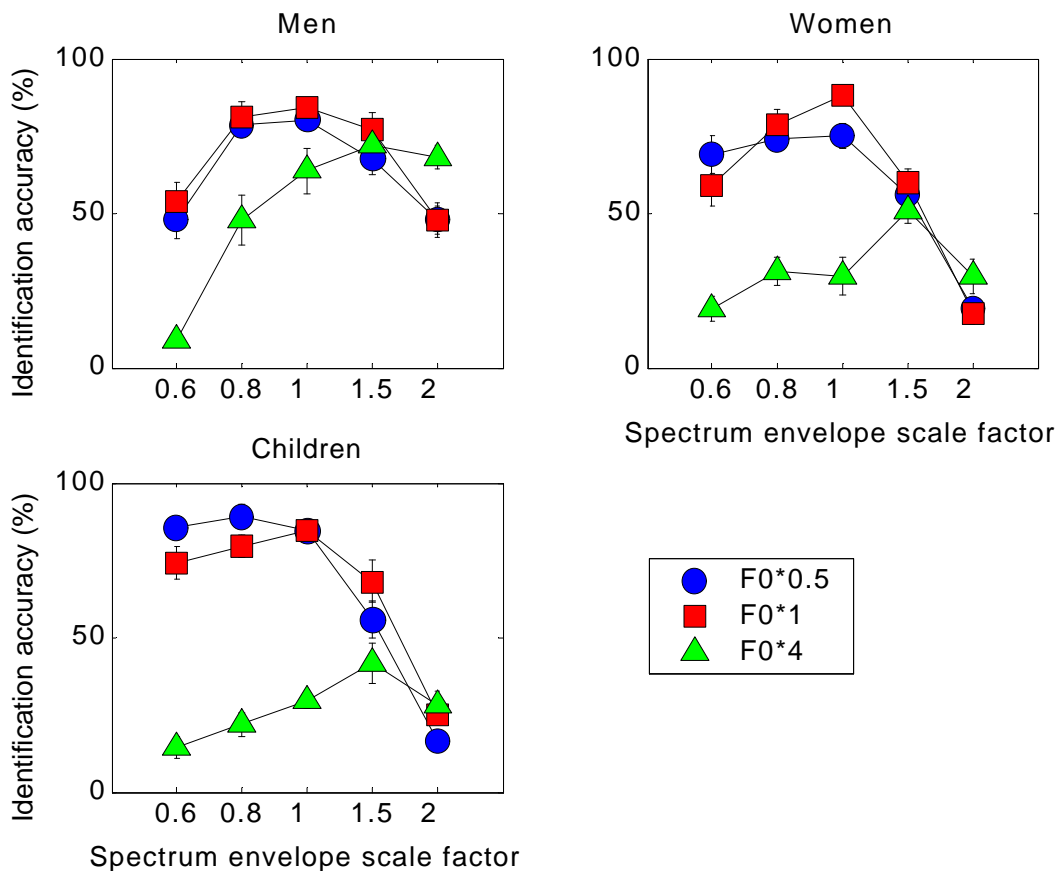 Men
Identification accuracy (%)
100
50
0
0.6 0.8 1 1.5 2
Women
100
50
0
0.6 0.8 1 1.5 2
Spectrum envelope scale factor
Children
Identification accuracy (%)
100
50
0
0.6 0.8 1 1.5 2
Spectrum envelope scale factor
F0*0.5
F0*1
F0*4